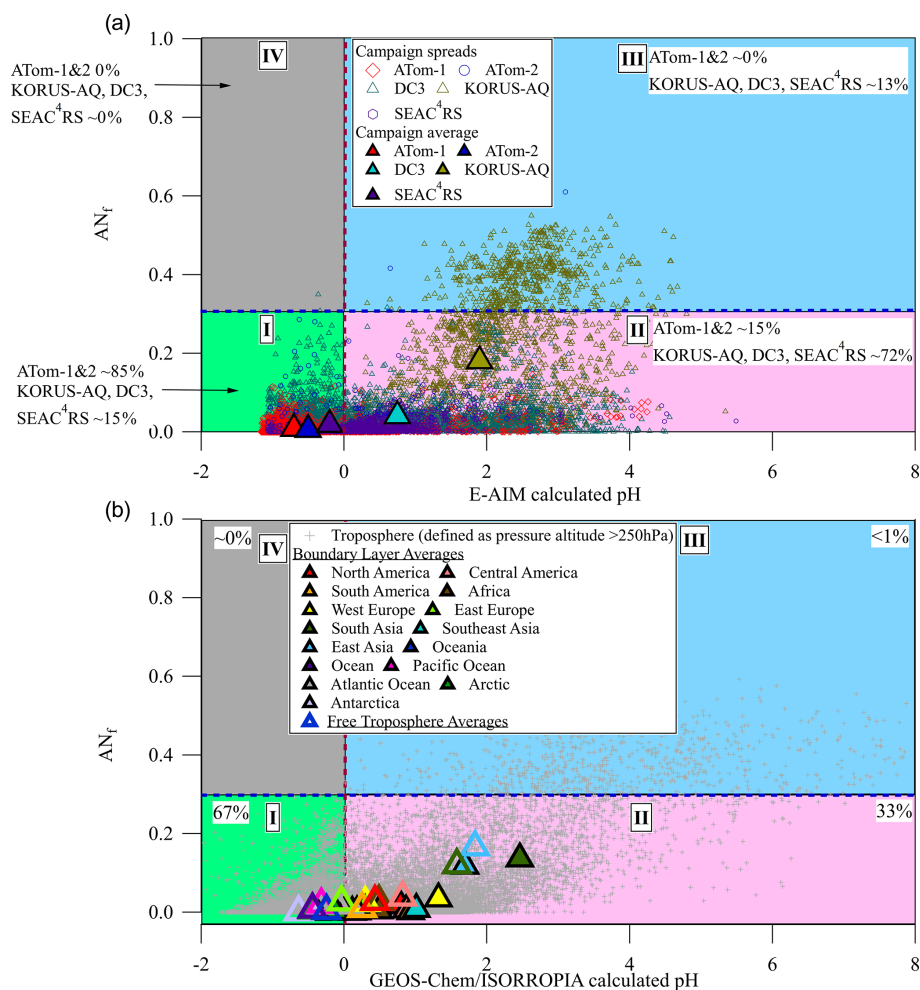 (a)
1.0
0.8
0.6
0.4
0.2
0.0
AN_f
IV
III
I
II
ATom-1&2 0%
KORUS-AQ, DC3,
SEAC⁴RS ~0%
Campaign spreads
ATom-1 ATom-2
DC3 KORUS-AQ
SEAC⁴RS
Campaign average
ATom-1 ATom-2
DC3 KORUS-AQ
SEAC⁴RS
ATom-1&2 ~0%
KORUS-AQ, DC3, SEAC⁴RS ~13%
ATom-1&2 ~15%
KORUS-AQ, DC3, SEAC⁴RS ~72%
ATom-1&2 ~85%
KORUS-AQ, DC3,
SEAC⁴RS ~15%
-2 0 2 4 6 8
E-AIM calculated pH
(b)
1.0
0.8
0.6
0.4
0.2
0.0
AN_f
~0%
IV
III
<1%
Troposphere (defined as pressure altitude >250hPa)
Boundary Layer Averages
North America Central America
South America Africa
West Europe East Europe
South Asia Southeast Asia
East Asia Oceania
Ocean Pacific Ocean
Atlantic Ocean Arctic
Antarctica
Free Troposphere Averages
67%
I
II
33%
-2 0 2 4 6 8
GEOS-Chem/ISORROPIA calculated pH